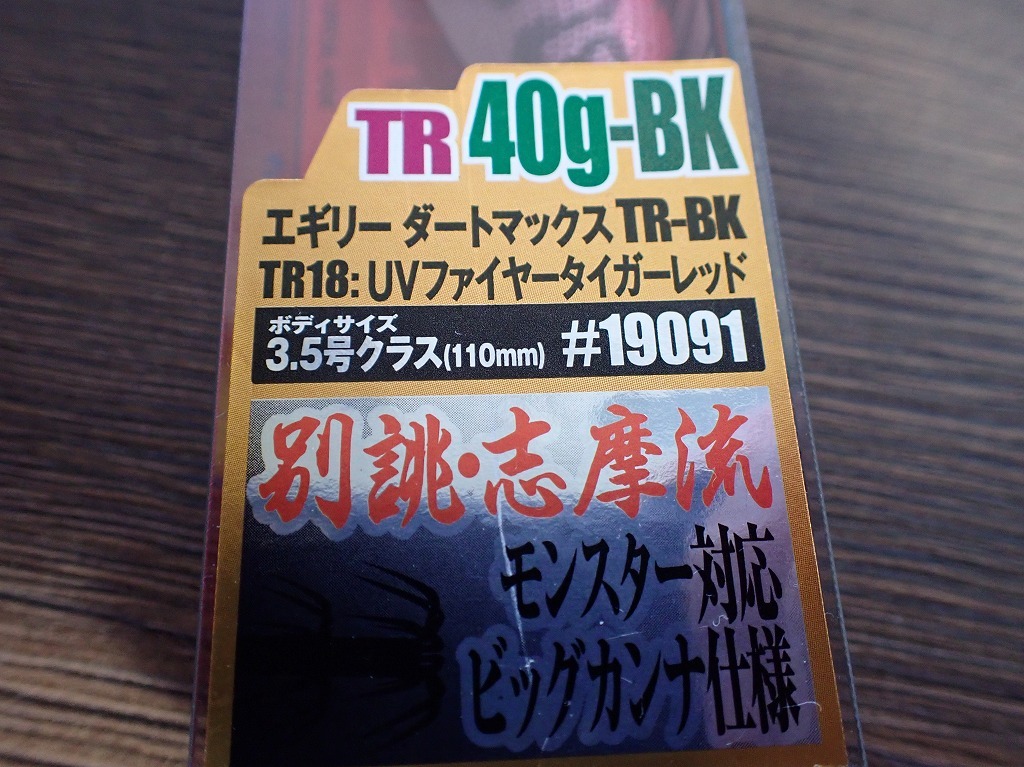 TR 40g-BK
エギリー ダートマックス TR-BK
TR18: UVファイヤータイガーレッド
ボディサイズ
3.5号クラス(110mm) #19091
別誂・志摩流
モンスター対応
ビッグカンナ仕様